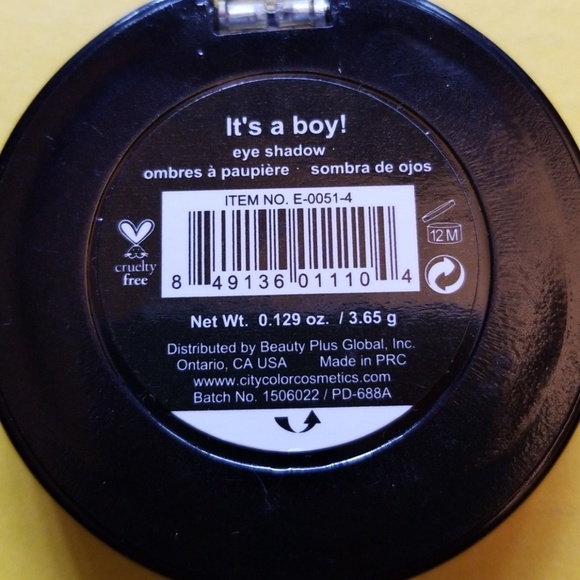 It's a boy!
eye shadow
ombres à paupière · sombra de ojos
ITEM NO. E-0051-4
8 49136 01110 4
cruelty
free
12 M
Net Wt. 0.129 oz. / 3.65 g
Distributed by Beauty Plus Global, Inc.
Ontario, CA USA Made in PRC
www.citycolorcosmetics.com
Batch No. 1506022 / PD-688A